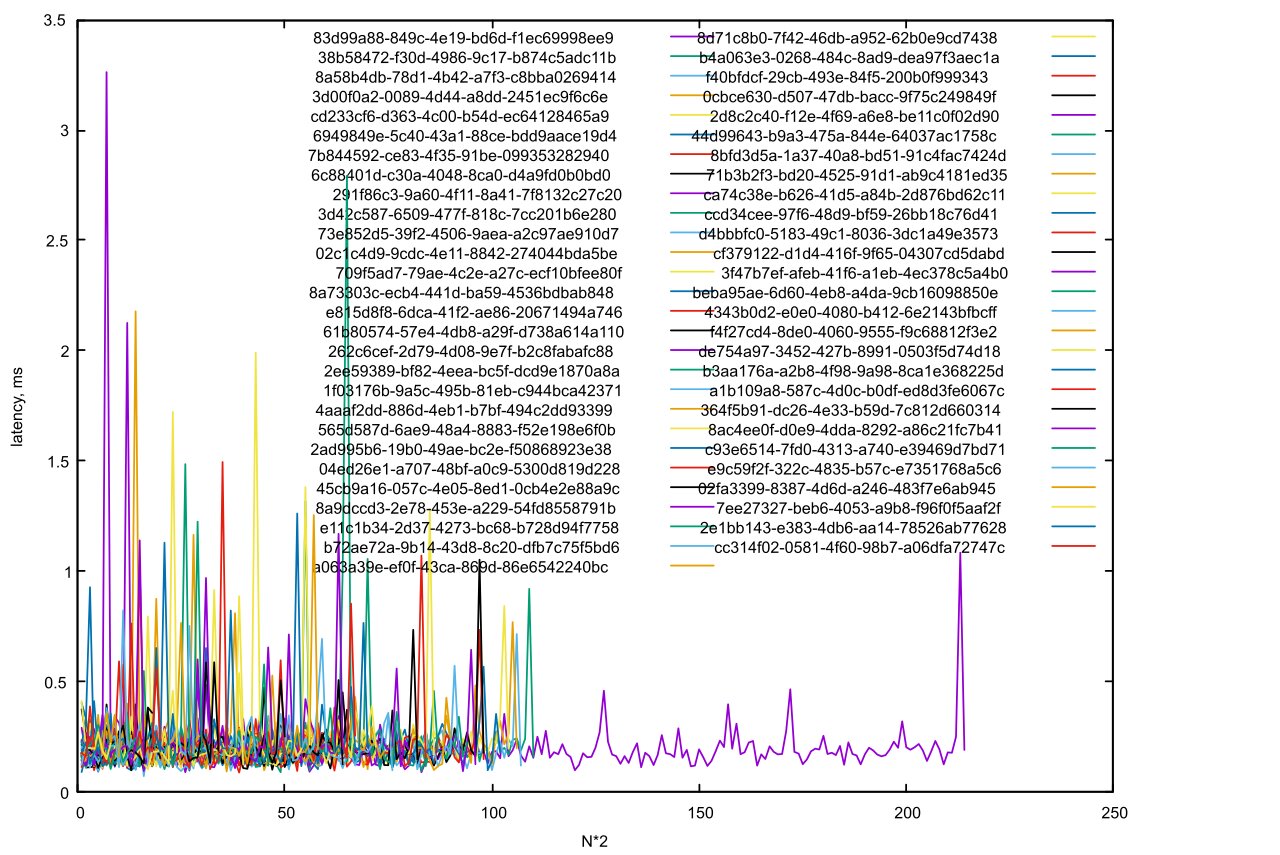 3.5
3
2.5
2
1.5
1
0.5
0
latency, ms
83d99a88-849c-4e19-bd6d-f1ec69998ee9 8d71c8b0-7f42-46db-a952-62b0e9cd7438
38b58472-f30d-4986-9c17-b874c5adc11b b4a063e3-0268-484c-8ad9-dea97f3aec1a
8a58b4db-78d1-4b42-a7f3-c8bba0269414 f40bfdcf-29cb-493e-84f5-200b0f999343
3d00f0a2-0089-4d44-a8dd-2451ec9f6c6e 0cbce630-d507-47db-bacc-9f75c249849f
cd233cf6-d363-4c00-b54d-ec64128465a9 2d8c2c40-f12e-4f69-a6e8-be11c0f02d90
6949849e-5c40-43a1-88ce-bdd9aace19d4 44d99643-b9a3-475a-844e-64037ac1758c
7b844592-ce83-4f35-91be-099353282940 8bfd3d5a-1a37-40a8-bd51-91c4fac7424d
6c88401d-c30a-4048-8ca0-d4a9fd0b0bd0 71b3b2f3-bd20-4525-91d1-ab9c4181ed35
291f86c3-9a60-4f11-8a41-7f8132c27c20 ca74c38e-b626-41d5-a84b-2d876bd62c11
3d42c587-6509-477f-818c-7cc201b6e280 ccd34cee-97f6-48d9-bf59-26bb18c76d41
73e852d5-39f2-4506-9aea-a2c97ae910d7 d4bbbfc0-5183-49c1-8036-3dc1a49e3573
02c1c4d9-9cdc-4e11-8842-274044bda5be cf379122-d1d4-416f-9f65-04307cd5dabd
709f5ad7-79ae-4c2e-a27c-ecf10bfee80f 3f47b7ef-afeb-41f6-a1eb-4ec378c5a4b0
8a73303c-ecb4-441d-ba59-4536bdbab848 beba95ae-6d60-4eb8-a4da-9cb16098850e
e815d8f8-6dca-41f2-ae86-20671494a746 4343b0d2-e0e0-4080-b412-6e2143bfbcff
61b80574-57e4-4db8-a29f-d738a614a110 f4f27cd4-8de0-4060-9555-f9c68812f3e2
262c6cef-2d79-4d08-9e7f-b2c8fabafc88 de754a97-3452-427b-8991-0503f5d74d18
2ee59389-bf82-4eea-bc5f-dcd9e1870a8a b3aa176a-a2b8-4f98-9a98-8ca1e368225d
1f03176b-9a5c-495b-81eb-c944bca42371 a1b109a8-587c-4d0c-b0df-ed8d3fe6067c
4aaaf2dd-886d-4eb1-b7bf-494c2dd93399 364f5b91-dc26-4e33-b59d-7c812d660314
565d587d-6ae9-48a4-8883-f52e198e6f0b 8ac4ee0f-d0e9-4dda-8292-a86c21fc7b41
2ad995b6-19b0-49ae-bc2e-f50868923e38 c93e6514-7fd0-4313-a740-e39469d7bd71
04ed26e1-a707-48bf-a0c9-5300d819d228 e9c59f2f-322c-4835-b57c-e7351768a5c6
45cb9a16-057c-4e05-8ed1-0cb4e2e88a9c 02fa3399-8387-4d6d-a246-483f7e6ab945
8a9dccd3-2e78-453e-a229-54fd8558791b 7ee27327-beb6-4053-a9b8-f96f0f5aaf2f
e11c1b34-2d37-4273-bc68-b728d94f7758 2e1bb143-e383-4db6-aa14-78526ab77628
b72ae72a-9b14-43d8-8c20-dfb7c75f5bd6 cc314f02-0581-4f60-98b7-a06dfa72747c
a063a39e-ef0f-43ca-869d-86e6542240bc
0 50 100 150 200 250
N*2